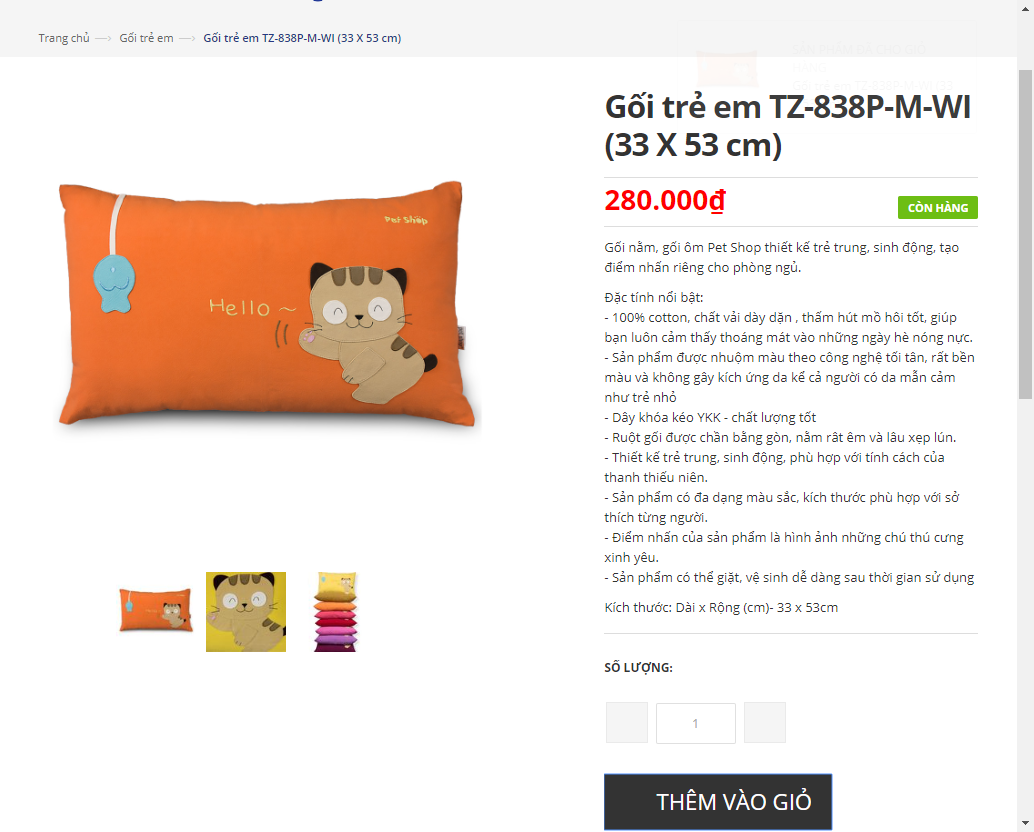 Trang chủ
Gối trẻ em
Gối trẻ em TZ-838P-M-WI (33 X 53 cm)
Gối trẻ em TZ-838P-M-WI
(33 X 53 cm)
280.000₫
CÒN HÀNG
Gối nằm, gối ôm Pet Shop thiết kế trẻ trung, sinh động, tạo
điểm nhấn riêng cho phòng ngủ.
Đặc tính nổi bật:
- 100% cotton, chất vải dày dặn , thấm hút mồ hôi tốt, giúp
bạn luôn cảm thấy thoáng mát vào những ngày hè nóng nực.
- Sản phẩm được nhuộm màu theo công nghệ tối tân, rất bền
màu và không gây kích ứng da kể cả người có da mẫn cảm
như trẻ nhỏ
- Dây khóa kéo YKK - chất lượng tốt
- Ruột gối được chần bằng gòn, nằm rât êm và lâu xẹp lún.
- Thiết kế trẻ trung, sinh động, phù hợp với tính cách của
thanh thiếu niên.
- Sản phẩm có đa dạng màu sắc, kích thước phù hợp với sở
thích từng người.
- Điểm nhấn của sản phẩm là hình ảnh những chú thú cưng
xinh yêu.
- Sản phẩm có thể giặt, vệ sinh dễ dàng sau thời gian sử dụng
Kích thước: Dài x Rộng (cm)- 33 x 53cm
SỐ LƯỢNG:
1
THÊM VÀO GIỎ
Pet Shop
Hello ~